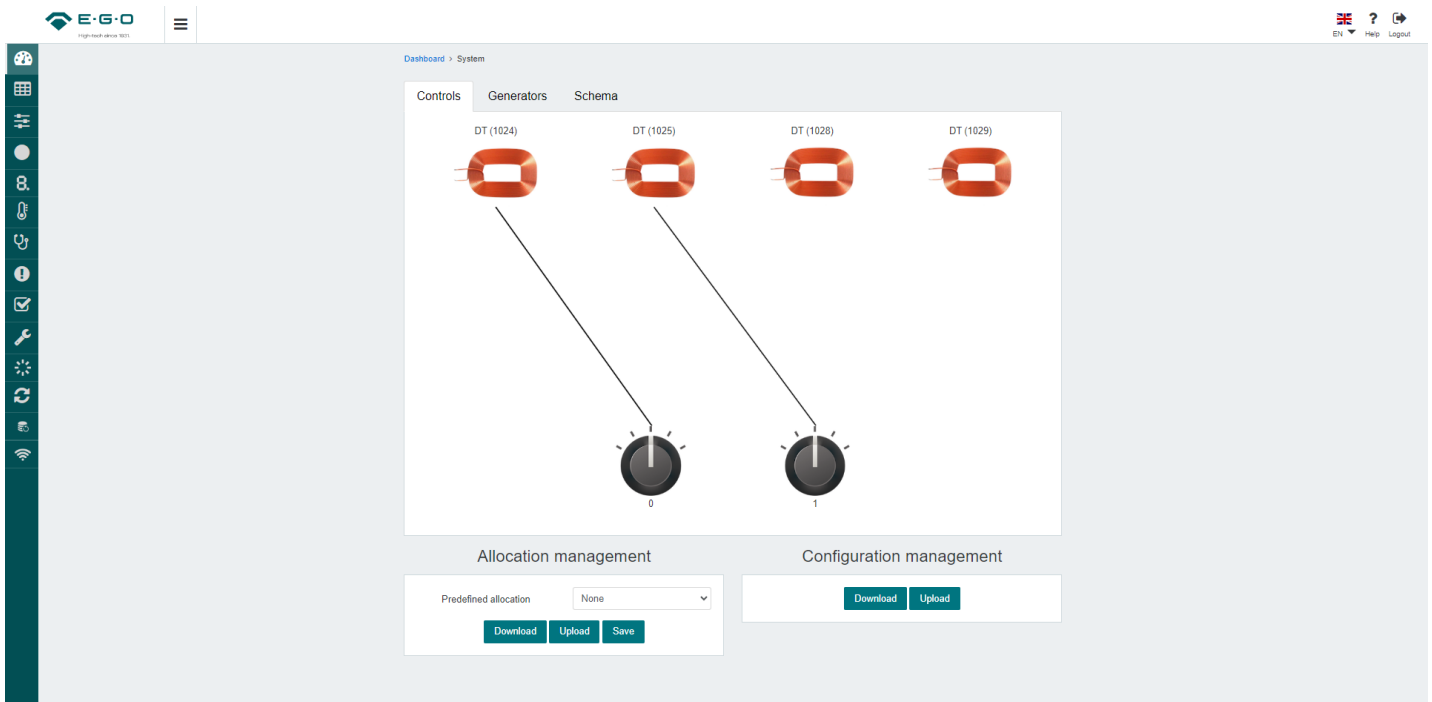 E·G·O
High-tech since 1931.
EN
Help
Logout
Dashboard > System
Controls Generators Schema
DT (1024) DT (1025) DT (1028) DT (1029)
8.
0 1
Allocation management Configuration management
Predefined allocation None
Download Upload
Download Upload Save